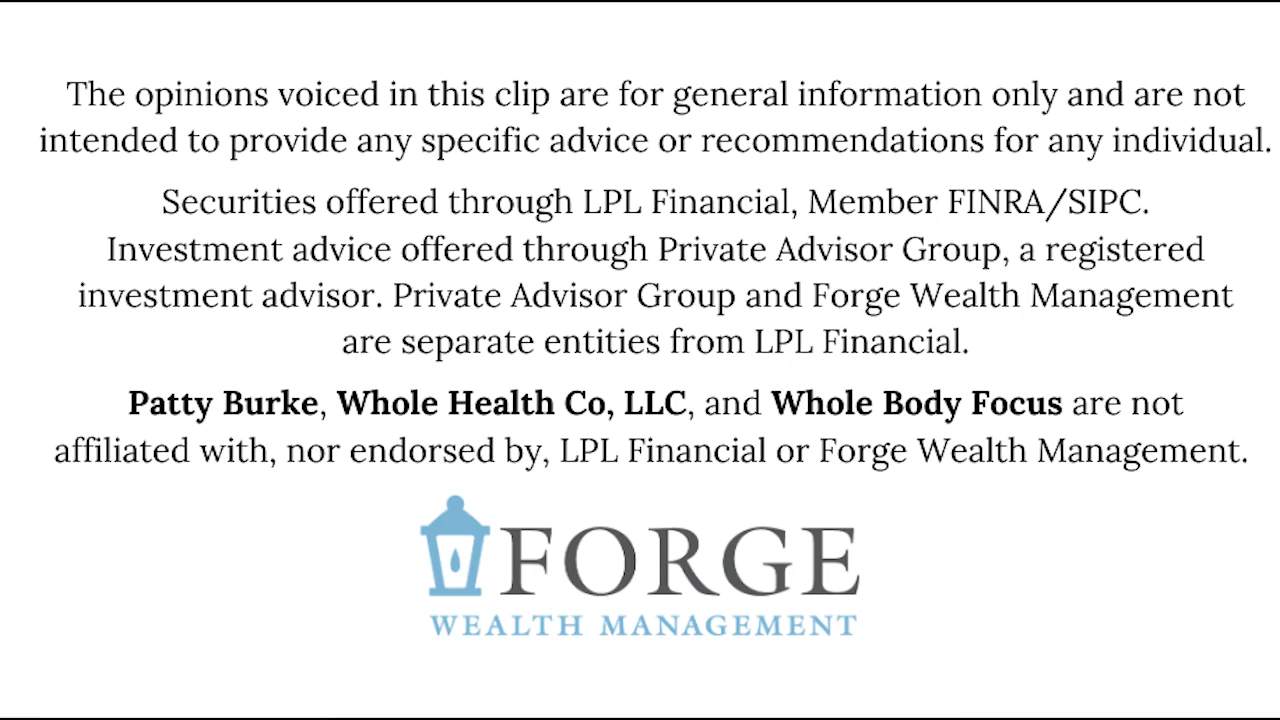 The opinions voiced in this clip are for general information only and are not
intended to provide any specific advice or recommendations for any individual.
Securities offered through LPL Financial, Member FINRA/SIPC.
Investment advice offered through Private Advisor Group, a registered
investment advisor. Private Advisor Group and Forge Wealth Management
are separate entities from LPL Financial.
Patty Burke, Whole Health Co, LLC, and Whole Body Focus are not
affiliated with, nor endorsed by, LPL Financial or Forge Wealth Management.
FORGE
WEALTH MANAGEMENT